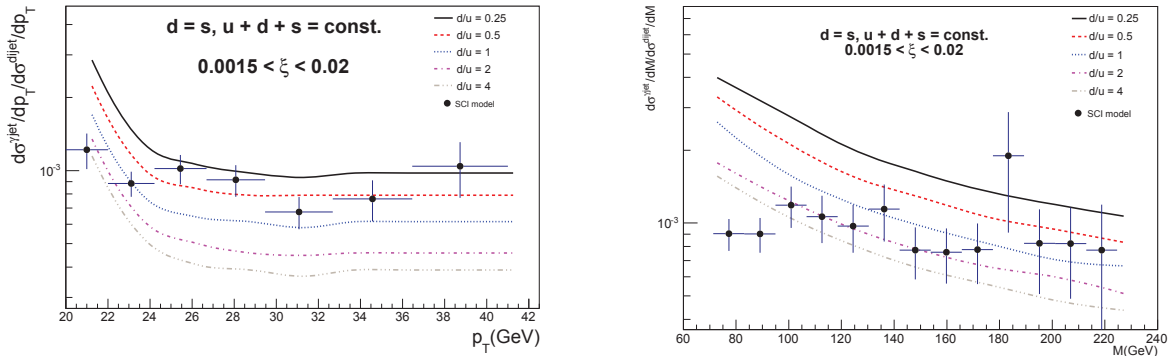 dσ^γjet/dp_T/dσ^dijet/dp_T
d = s, u + d + s = const.
0.0015 < ξ < 0.02
d/u = 0.25
d/u = 0.5
d/u = 1
d/u = 2
d/u = 4
SCI model
10^-3
20 22 24 26 28 30 32 34 36 38 40 42
p_T(GeV)
dσ^γjet/dM/dσ^dijet/dM
d = s, u + d + s = const.
0.0015 < ξ < 0.02
d/u = 0.25
d/u = 0.5
d/u = 1
d/u = 2
d/u = 4
SCI model
10^-3
60 80 100 120 140 160 180 200 220 240
M(GeV)